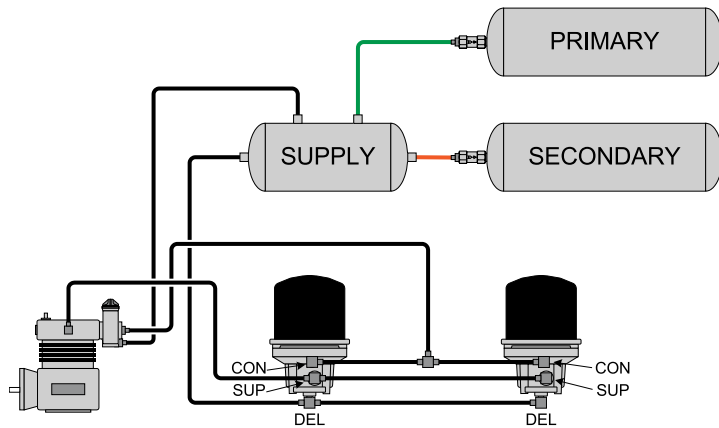 PRIMARY
SUPPLY
SECONDARY
CON
CON
SUP
SUP
DEL
DEL